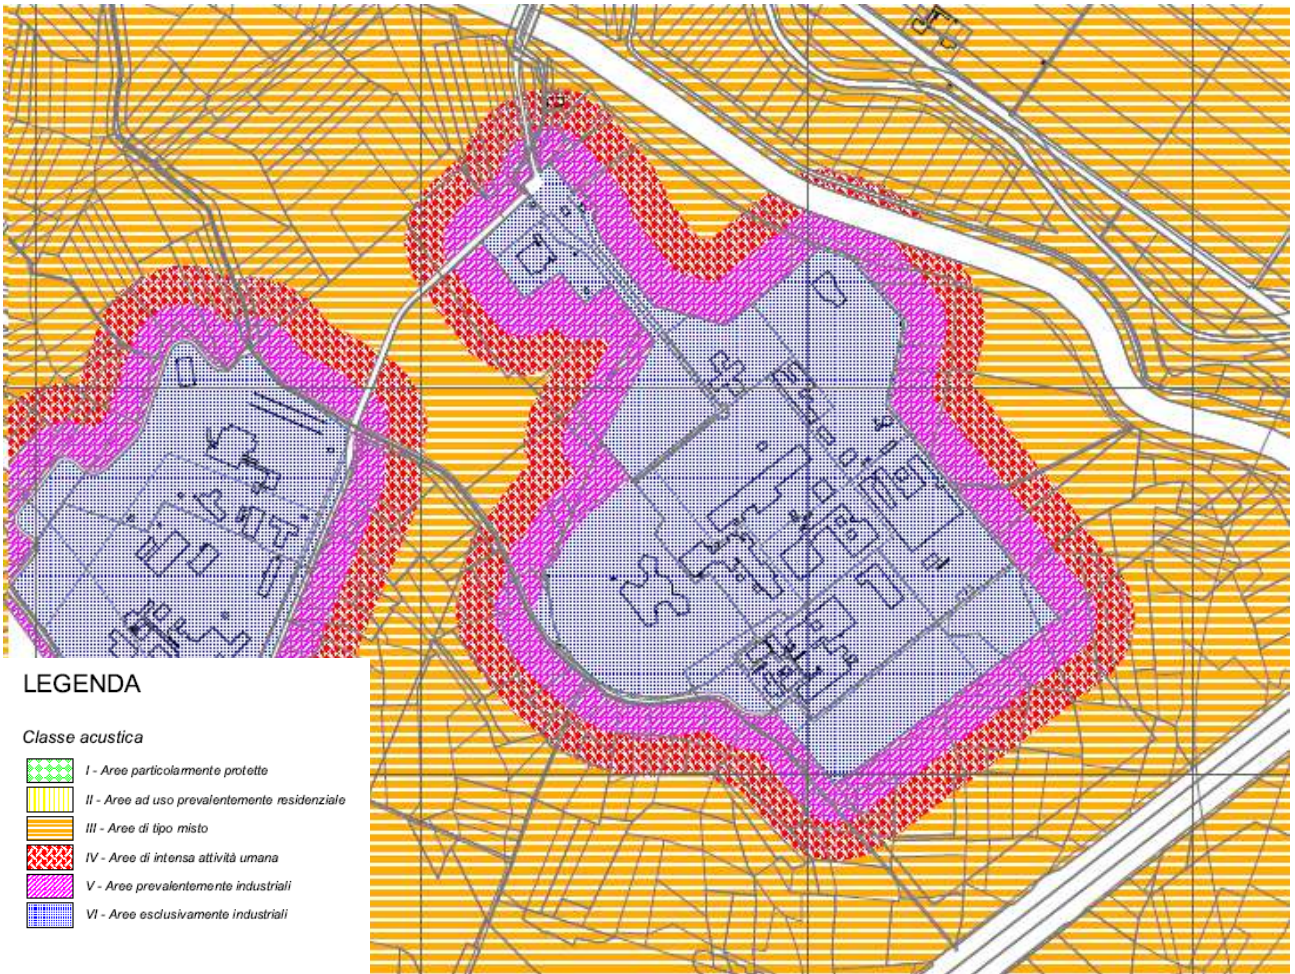 LEGENDA
Classe acustica
I - Aree particolarmente protette
II - Aree ad uso prevalentemente residenziale
III - Aree di tipo misto
IV - Aree di intensa attività umana
V - Aree prevalentemente industriali
VI - Aree esclusivamente industriali